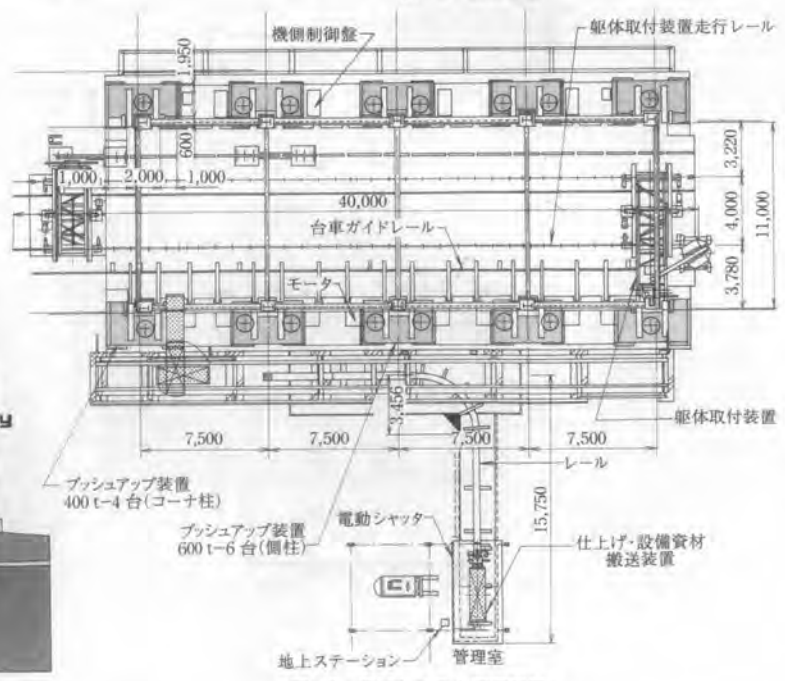 機側制御盤
躯体取付装置走行レール
1,950
600
1,000
2,000
1,000
40,000
台車ガイドレール
モータ
3,220
4,000
3,780
11,000
3,456
7,500
7,500
7,500
7,500
躯体取付装置
レール
15,750
プッシュアップ装置
400 t-4 台(コーナ柱)
プッシュアップ装置
600 t-6 台(側柱)
電動シャッタ
仕上げ・設備資材
搬送装置
地上ステーション
管理室